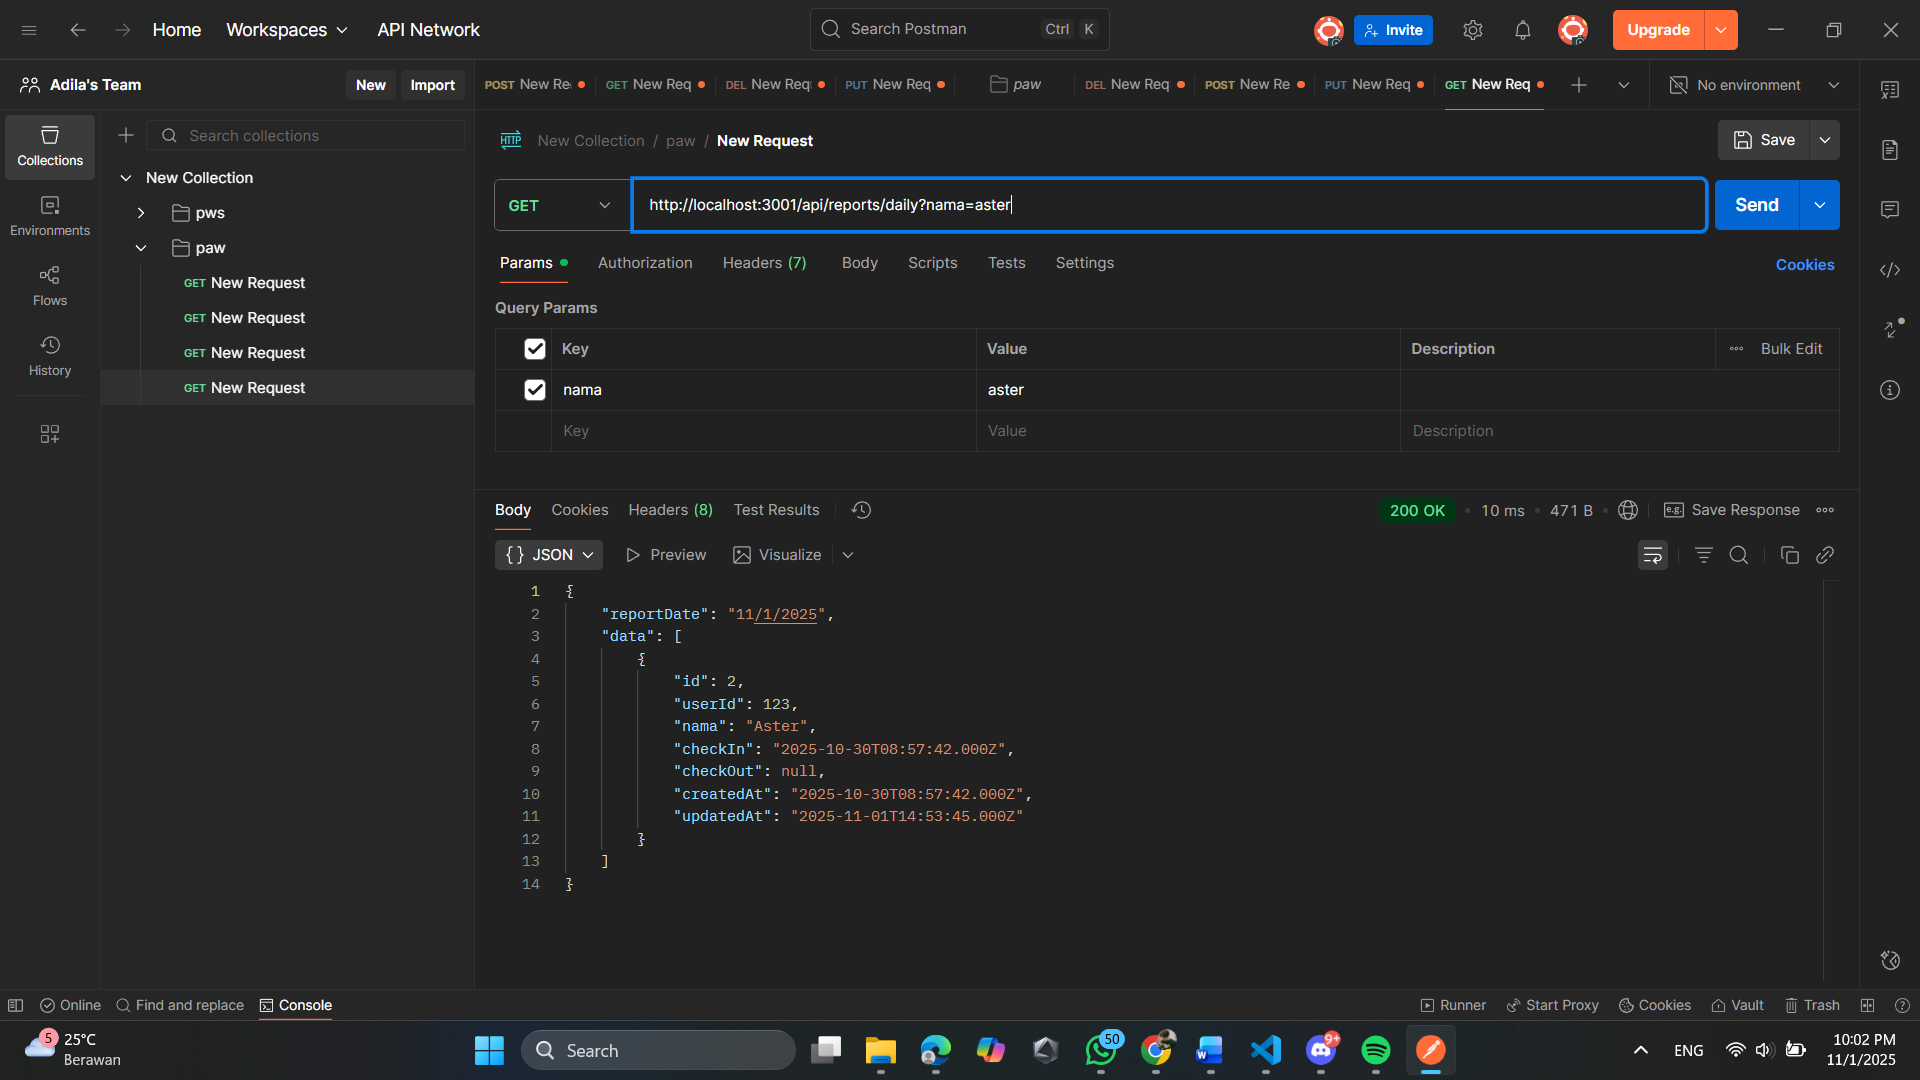 Home
Workspaces
API Network
Search Postman
Ctrl K
Invite
Upgrade
Adila's Team
New
Import
POST New Re
GET New Req
DEL New Req
PUT New Req
paw
DEL New Req
POST New Re
PUT New Req
GET New Req
No environment
Collections
Environments
Flows
History
Search collections
New Collection
pws
paw
GET New Request
GET New Request
GET New Request
GET New Request
HTTP New Collection / paw / New Request
Save
GET
http://localhost:3001/api/reports/daily?nama=aster
Send
Params
Authorization
Headers (7)
Body
Scripts
Tests
Settings
Cookies
Query Params
Key Value Description Bulk Edit
nama aster
Key Value Description
Body
Cookies
Headers (8)
Test Results
200 OK • 10 ms • 471 B
e.g. Save Response
{} JSON
Preview
Visualize
1 {
2 "reportDate": "11/1/2025",
3 "data": [
4 {
5 "id": 2,
6 "userId": 123,
7 "nama": "Aster",
8 "checkIn": "2025-10-30T08:57:42.000Z",
9 "checkOut": null,
10 "createdAt": "2025-10-30T08:57:42.000Z",
11 "updatedAt": "2025-11-01T14:53:45.000Z"
12 }
13 ]
14 }
Online
Find and replace
Console
Runner
Start Proxy
Cookies
Vault
Trash
5
25°C
Berawan
Search
50
W
9+
ENG
10:02 PM
11/1/2025